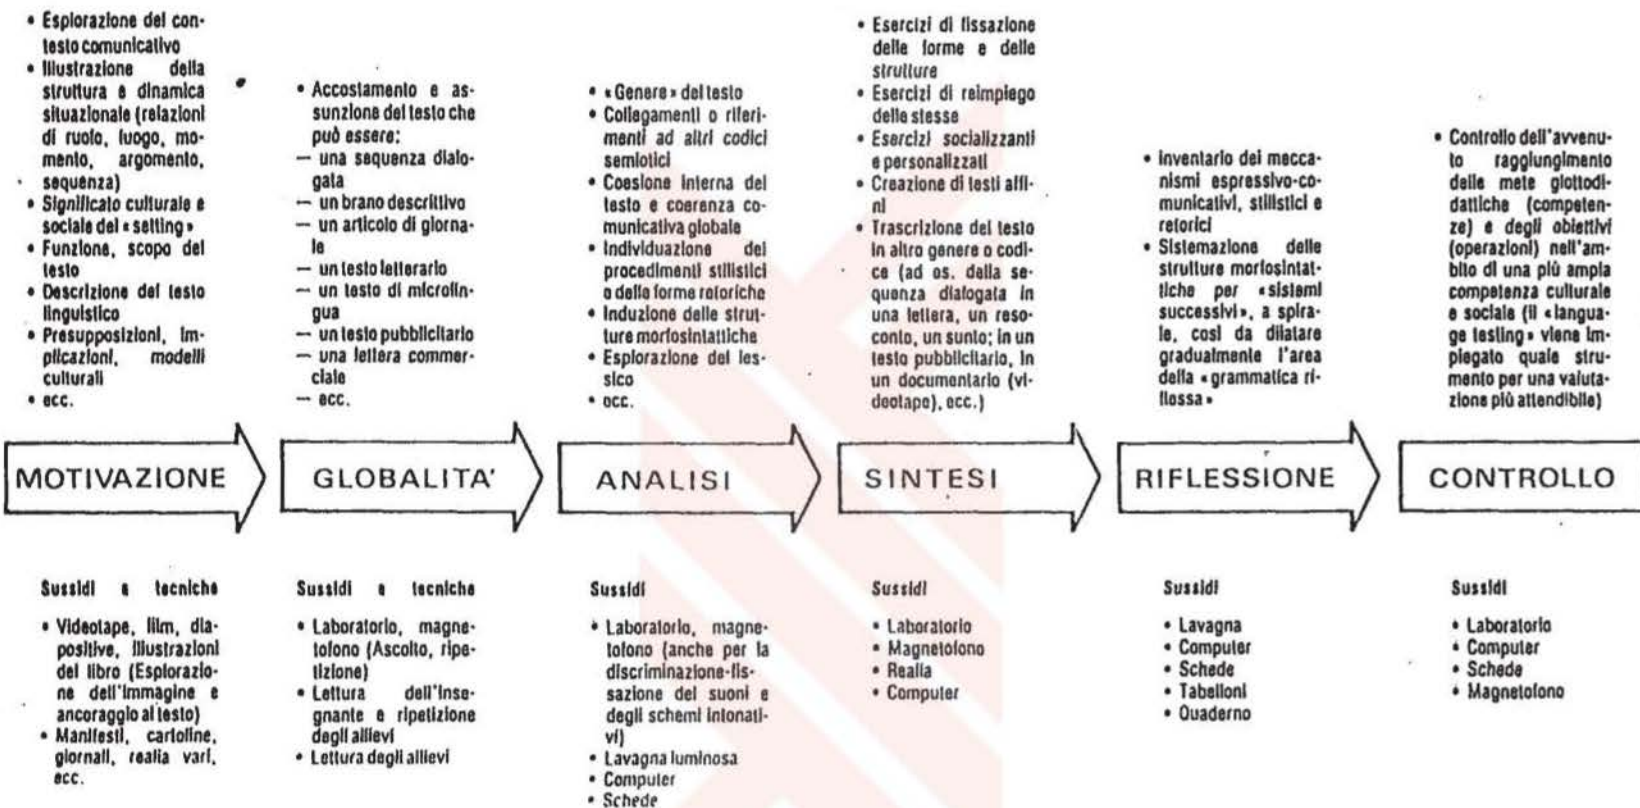 • Esplorazione del con-
testo comunicativo
• Illustrazione della
struttura e dinamica
situazionale (relazioni
di ruolo, luogo, mo-
mento, argomento,
sequenza)
• Significato culturale e
sociale del « setting »
• Funzione, scopo del
testo
• Descrizione del testo
linguistico
• Presupposizioni, im-
plicazioni, modelli
culturali
• ecc.
• Accostamento e as-
sunzione del testo che
può essere:
— una sequenza dialo-
gata
— un brano descrittivo
— un articolo di giorna-
le
— un testo letterario
— un testo di microlin-
gua
— un testo pubblicitario
— una lettera commer-
ciale
— ecc.
• « Genere » del testo
• Collegamenti o riferi-
menti ad altri codici
semiotici
• Coesione interna del
testo e coerenza co-
municativa globale
• Individuazione dei
procedimenti stilistici
e delle forme retoriche
• Induzione delle strut-
ture morfosintattiche
• Esplorazione del les-
sico
• ecc.
• Esercizi di fissazione
delle forme e delle
strutture
• Esercizi di reimpiego
delle stesse
• Esercizi socializzanti
e personalizzati
• Creazione di testi affi-
ni
• Trascrizione del testo
in altro genere o codi-
ce (ad es. della se-
quenza dialogata in
una lettera, un reso-
conto, un sunto; in un
testo pubblicitario, in
un documentario (vi-
deotape), ecc.)
• Inventario dei mecca-
nismi espressivo-co-
municativi, stilistici e
retorici
• Sistemazione delle
strutture morfosintat-
tiche per « sistemi
successivi », a spira-
le, così da dilatare
gradualmente l'area
della « grammatica ri-
flessa »
• Controllo dell'avvenu-
to raggiungimento
delle mete glottodi-
dattiche (competen-
ze) e degli obiettivi
(operazioni) nell'am-
bito di una più ampia
competenza culturale
e sociale (il « langua-
ge testing » viene im-
piegato quale stru-
mento per una valuta-
zione più attendibile)
MOTIVAZIONE
GLOBALITA'
ANALISI
SINTESI
RIFLESSIONE
CONTROLLO
Sussidi e tecniche
• Videotape, film, dia-
positive, illustrazioni
del libro (Esplorazio-
ne dell'immagine e
ancoraggio al testo)
• Manifesti, cartoline,
giornali, realia vari,
ecc.
Sussidi e tecniche
• Laboratorio, magne-
tofono (Ascolto, ripe-
tizione)
• Lettura dell'inse-
gnante e ripetizione
degli allievi
• Lettura degli allievi
Sussidi
• Laboratorio, magne-
tofono (anche per la
discriminazione-fis-
sazione dei suoni e
degli schemi intonati-
vi)
• Lavagna luminosa
• Computer
• Schede
Sussidi
• Laboratorio
• Magnetofono
• Realia
• Computer
Sussidi
• Lavagna
• Computer
• Schede
• Tabelloni
• Quaderno
Sussidi
• Laboratorio
• Computer
• Schede
• Magnetofono